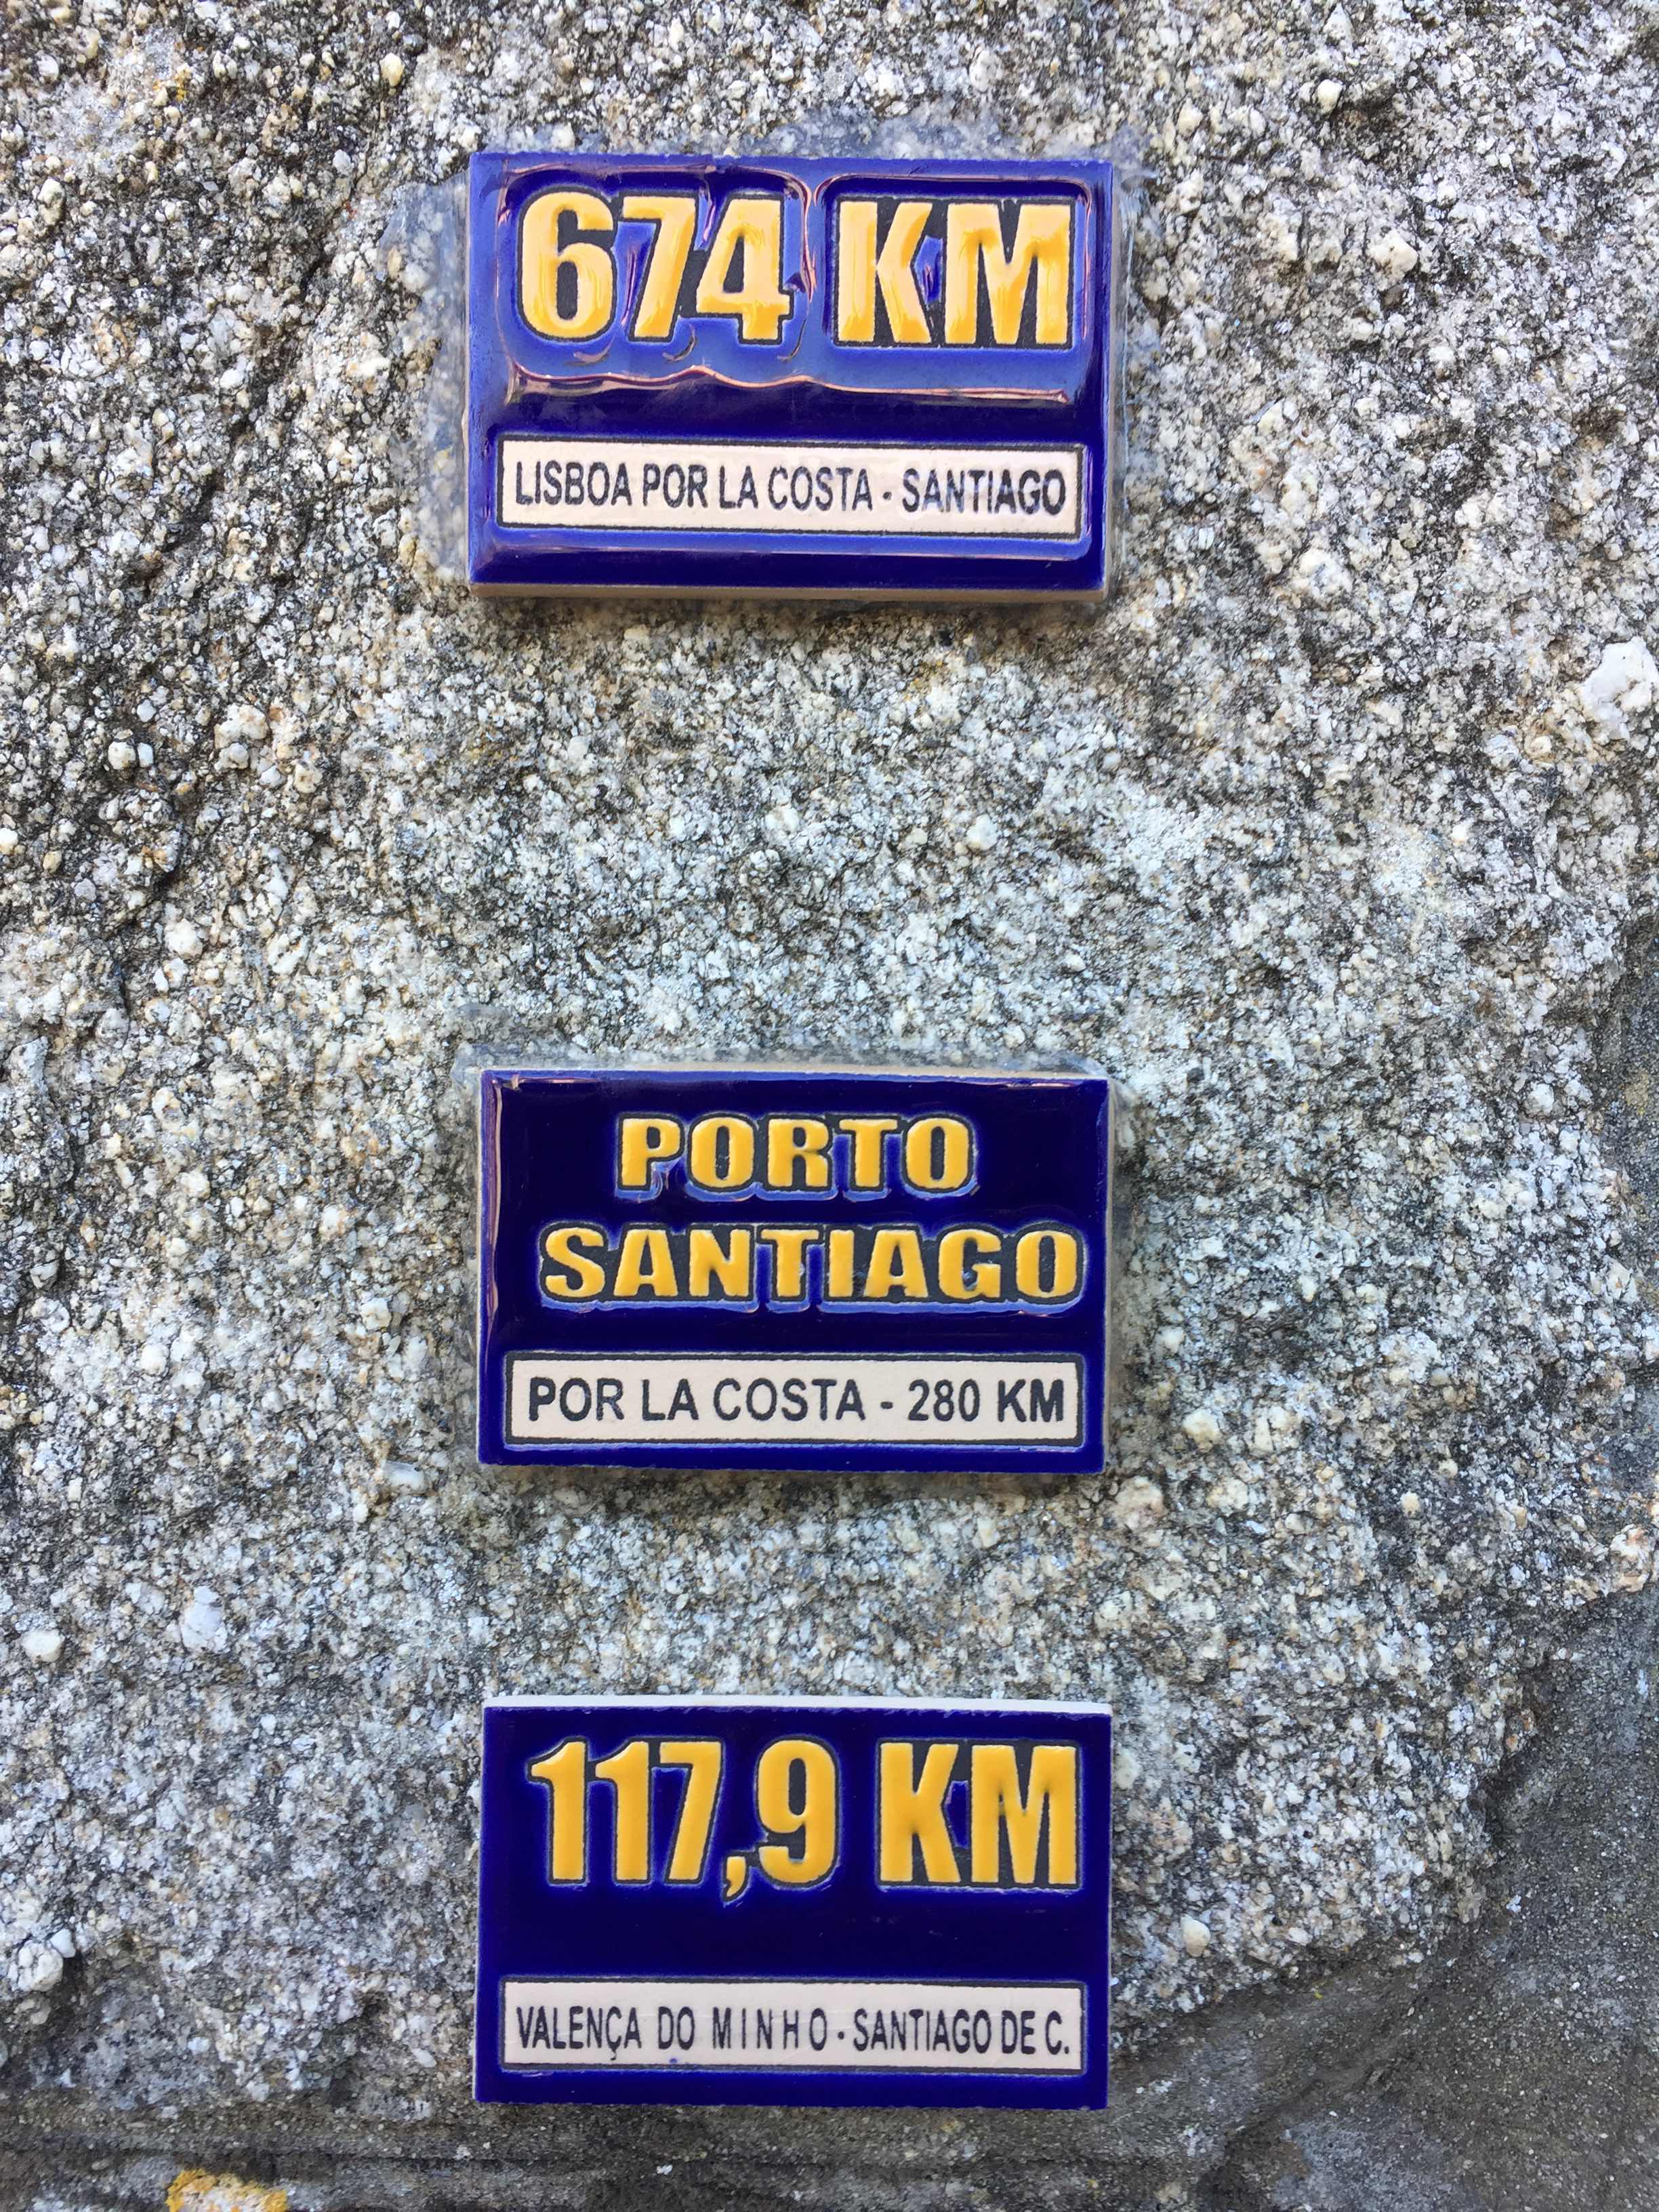 674 KM
LISBOA POR LA COSTA - SANTIAGO
PORTO
SANTIAGO
POR LA COSTA - 280 KM
117,9 KM
VALENÇA DO MINHO - SANTIAGO DE C.